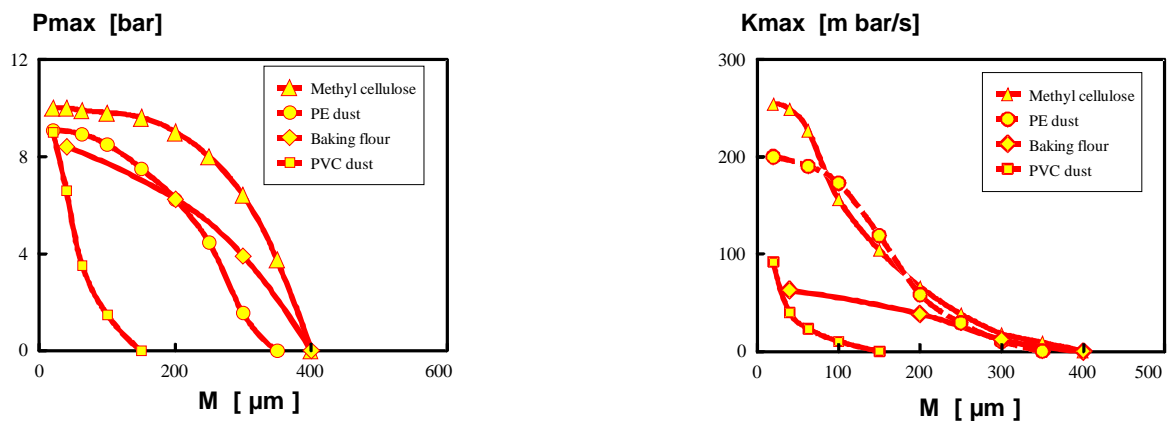 Pmax [bar]
12
8
4
0
0
200
400
600
M [ µm ]
Methyl cellulose
PE dust
Baking flour
PVC dust
Kmax [m bar/s]
300
200
100
0
0
100
200
300
400
500
M [ µm ]
Methyl cellulose
PE dust
Baking flour
PVC dust